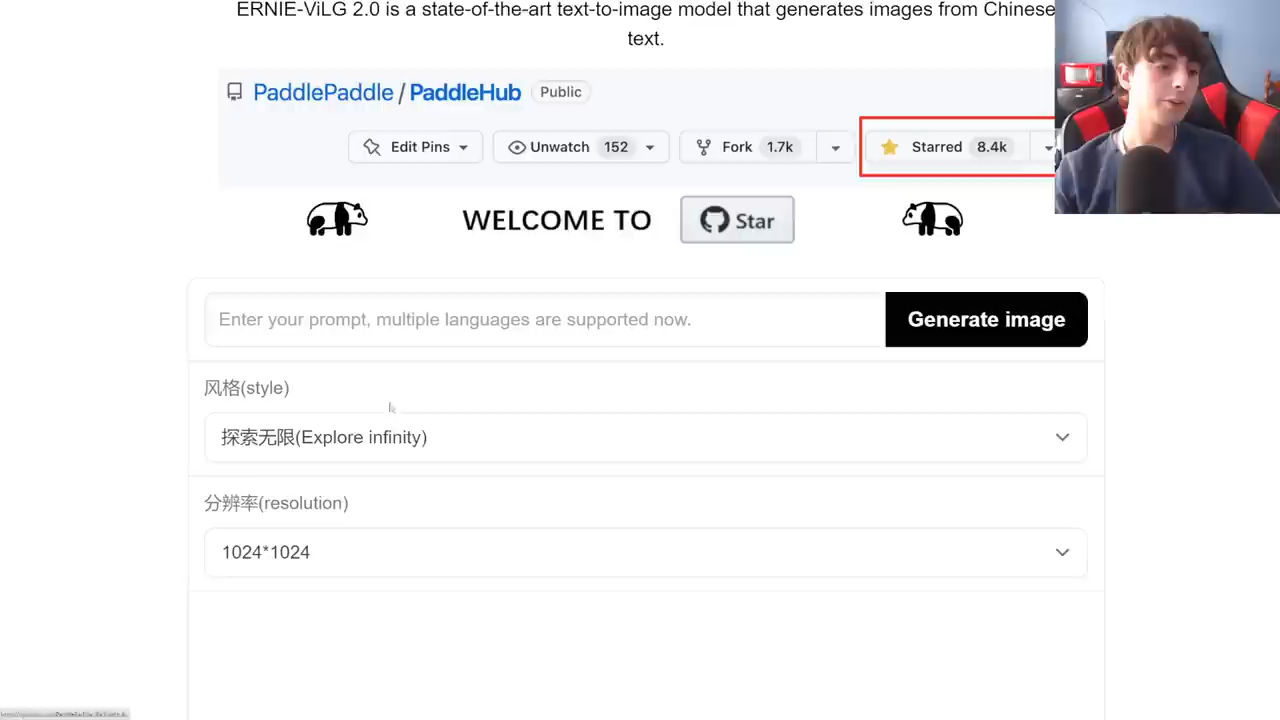 ERNIE-ViLG 2.0 is a state-of-the-art text-to-image model that generates images from Chinese
text.
PaddlePaddle / PaddleHub Public
Edit Pins Unwatch 152 Fork 1.7k Starred 8.4k
WELCOME TO Star
Enter your prompt, multiple languages are supported now. Generate image
风格(style)
探索无限(Explore infinity)
分辨率(resolution)
1024*1024